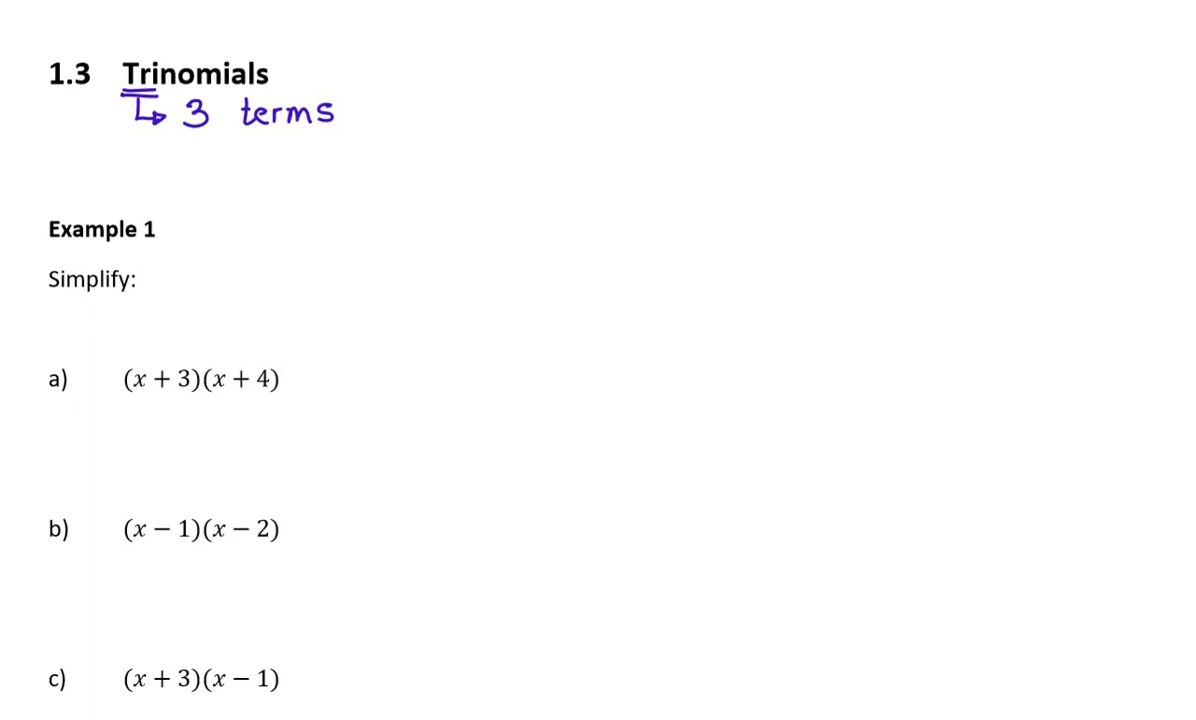 1.3 Trinomials
3 terms
Example 1
Simplify:
a) (x + 3)(x + 4)
b) (x − 1)(x − 2)
c) (x + 3)(x − 1)